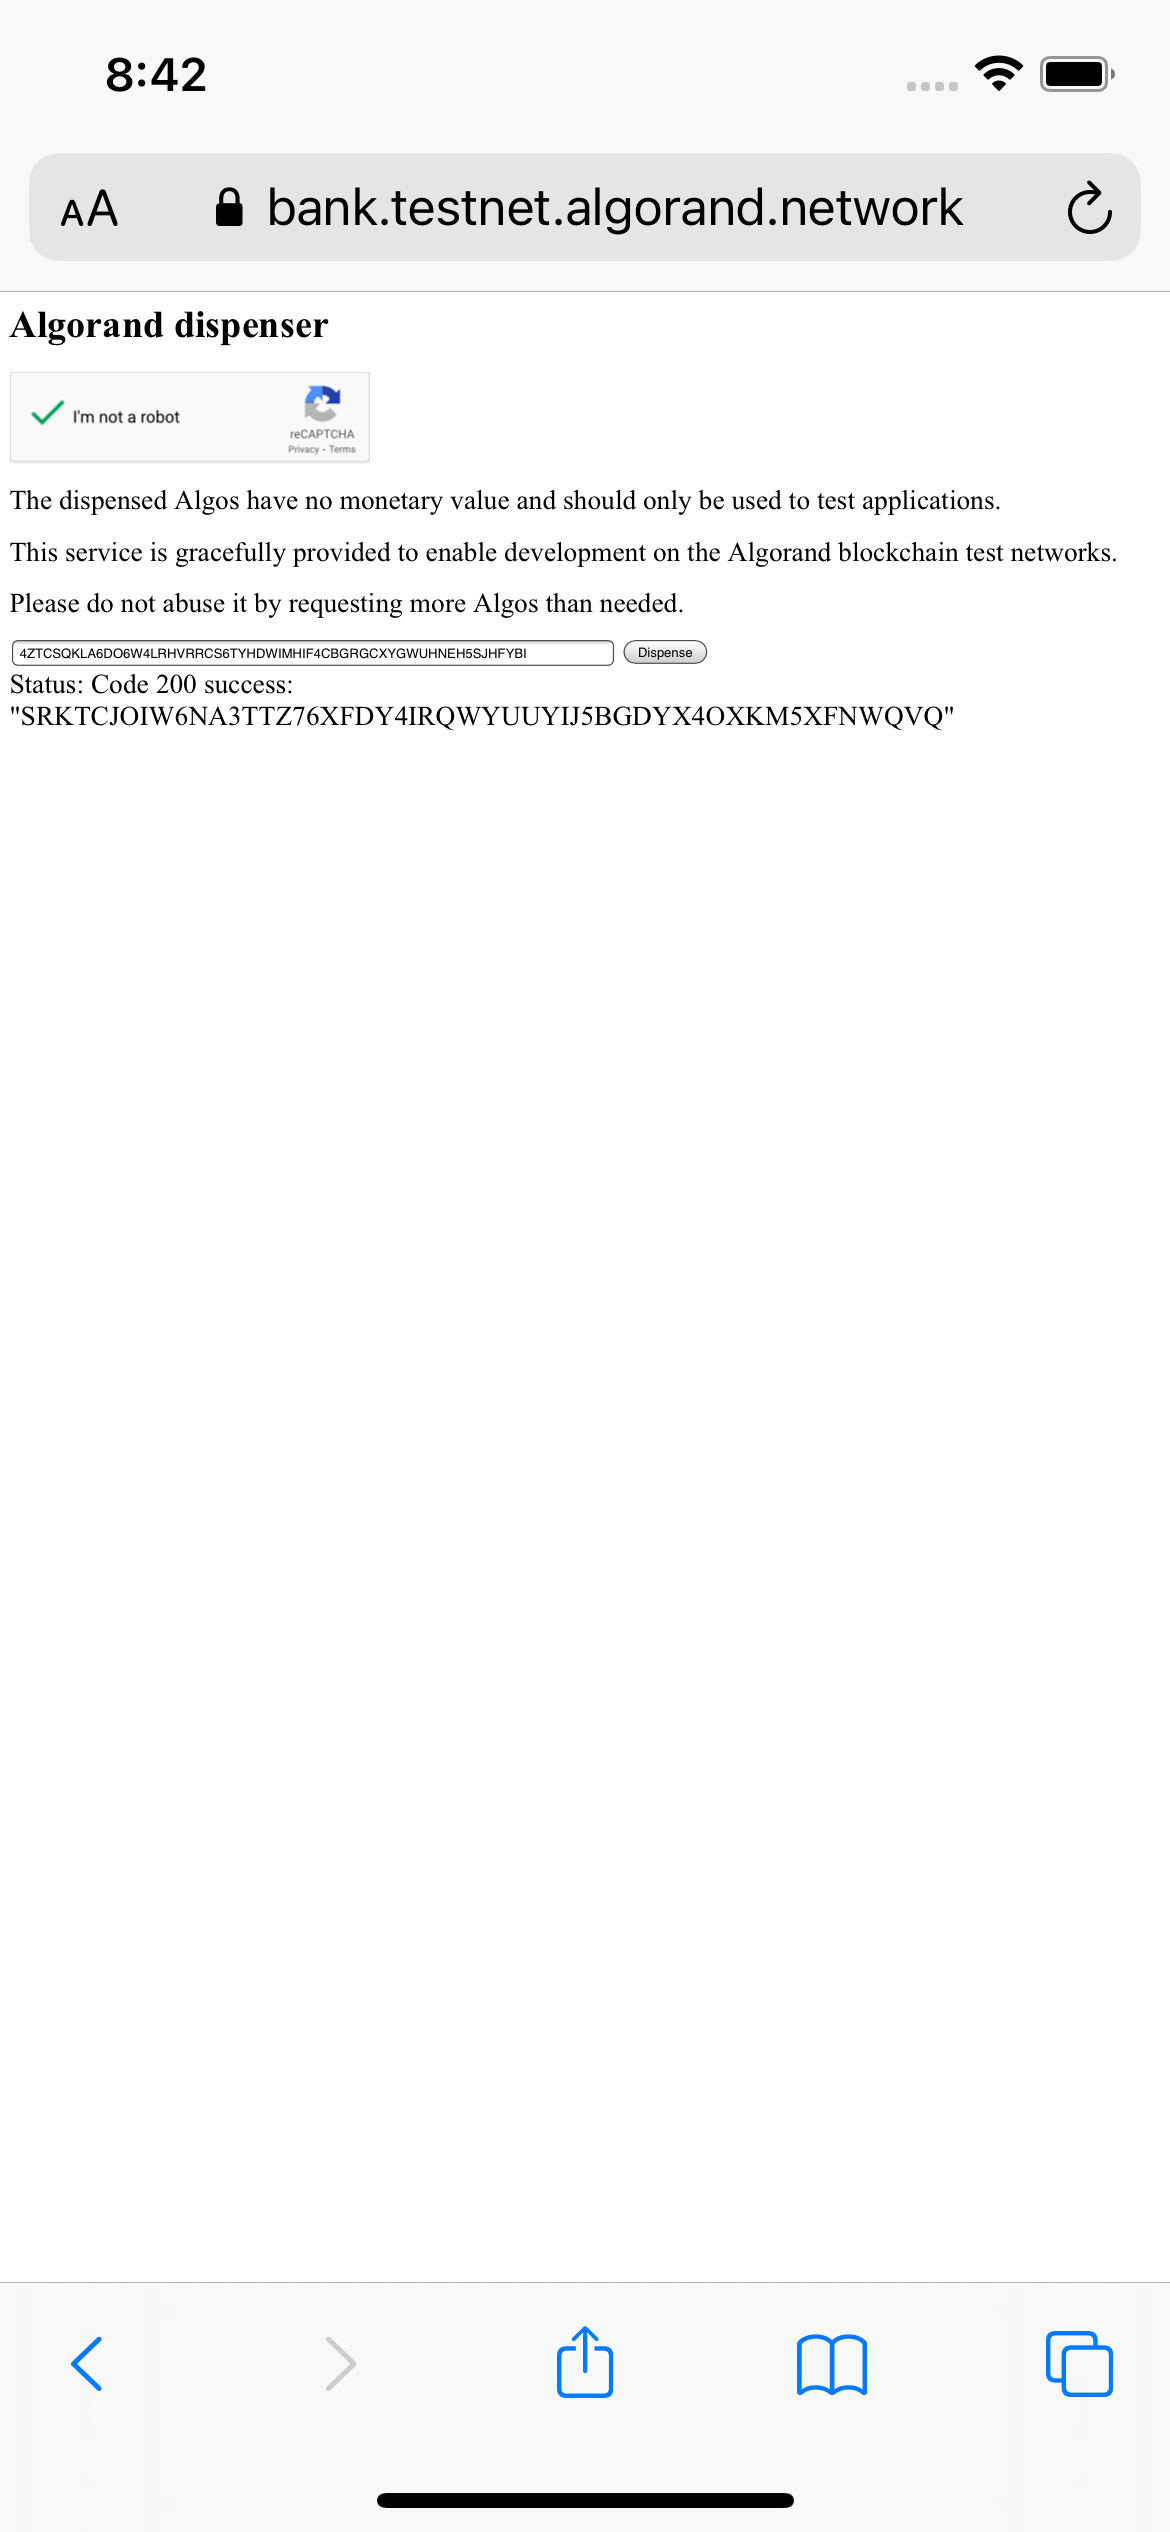 8:42
AA bank.testnet.algorand.network
Algorand dispenser
I'm not a robot
reCAPTCHA
Privacy - Terms
The dispensed Algos have no monetary value and should only be used to test applications.
This service is gracefully provided to enable development on the Algorand blockchain test networks.
Please do not abuse it by requesting more Algos than needed.
4ZTCSQKLA6DO6W4LRHVRRCS6TYHDWIMHIF4CBGRGCXYGWUHNEH5SJHFYBI Dispense
Status: Code 200 success:
"SRKTCJOIW6NA3TTZ76XFDY4IRQWYUUYIJ5BGDYX4OXKM5XFNWQVQ"